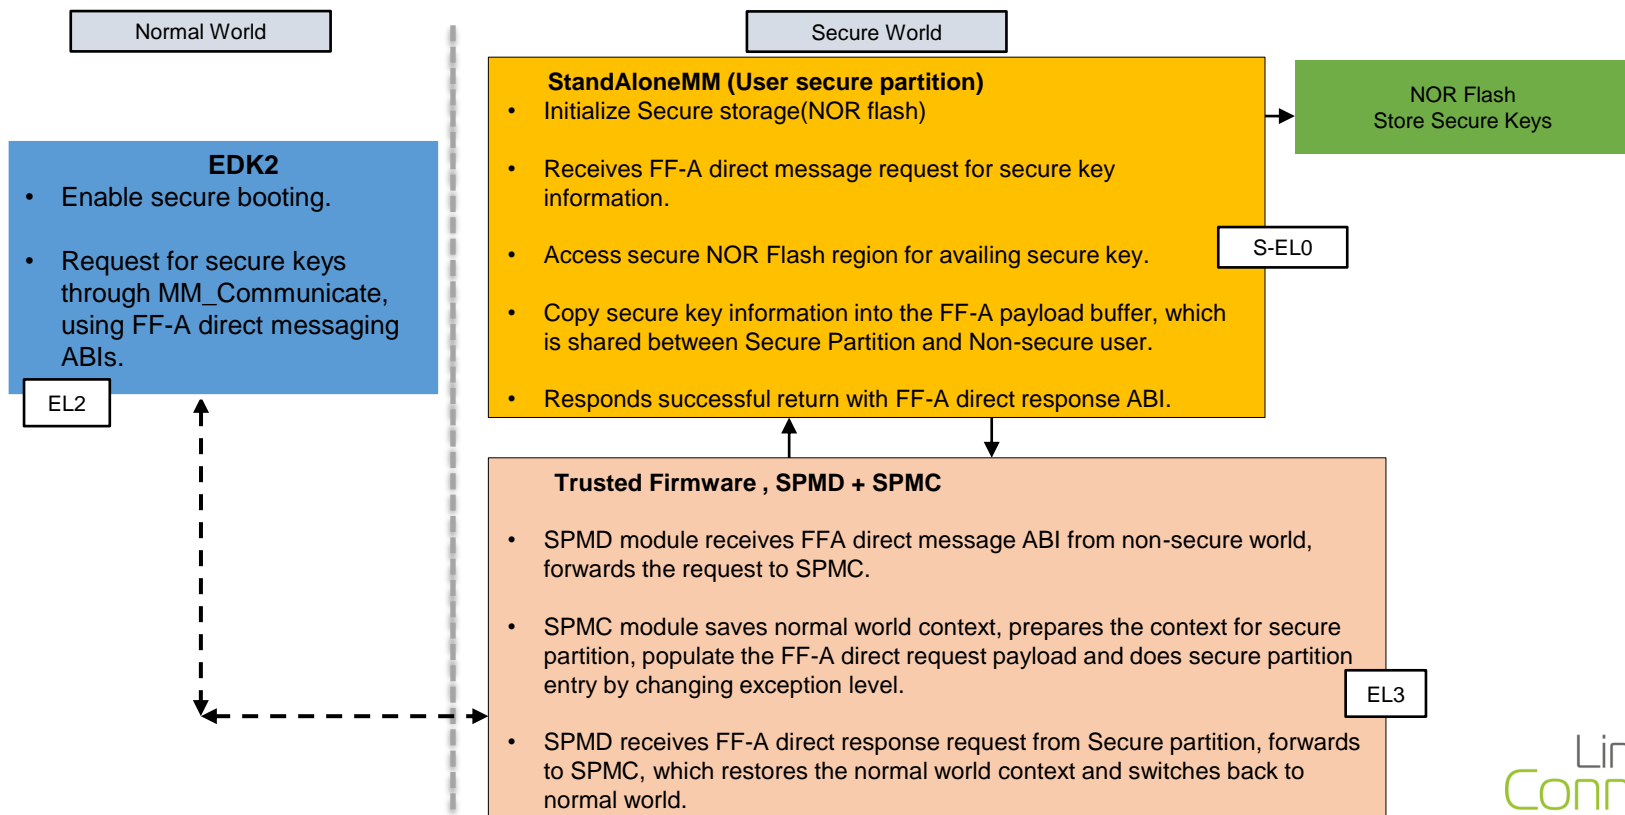 Normal World
Secure World
StandAloneMM (User secure partition)
• Initialize Secure storage(NOR flash)
• Receives FF-A direct message request for secure key
information.
• Access secure NOR Flash region for availing secure key.
• Copy secure key information into the FF-A payload buffer, which
is shared between Secure Partition and Non-secure user.
• Responds successful return with FF-A direct response ABI.
S-EL0
NOR Flash
Store Secure Keys
EDK2
• Enable secure booting.
• Request for secure keys
through MM_Communicate,
using FF-A direct messaging
ABIs.
EL2
Trusted Firmware , SPMD + SPMC
• SPMD module receives FFA direct message ABI from non-secure world,
forwards the request to SPMC.
• SPMC module saves normal world context, prepares the context for secure
partition, populate the FF-A direct request payload and does secure partition
entry by changing exception level.
• SPMD receives FF-A direct response request from Secure partition, forwards
to SPMC, which restores the normal world context and switches back to
normal world.
EL3